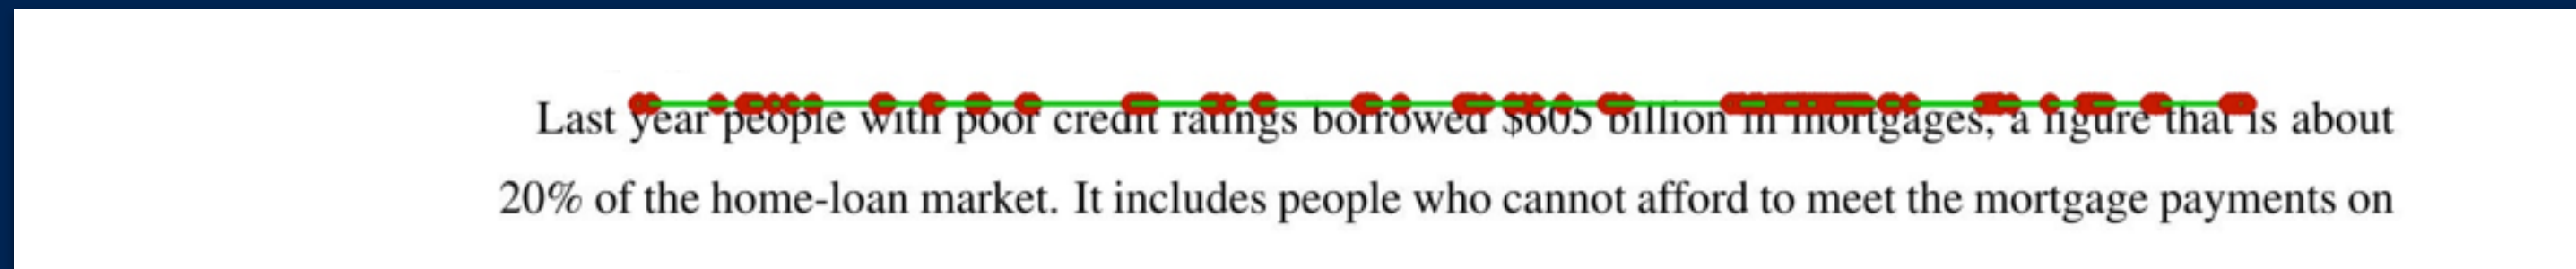 Last year people with poor credit ratings borrowed $605 billion in mortgages, a figure that is about
20% of the home-loan market. It includes people who cannot afford to meet the mortgage payments on